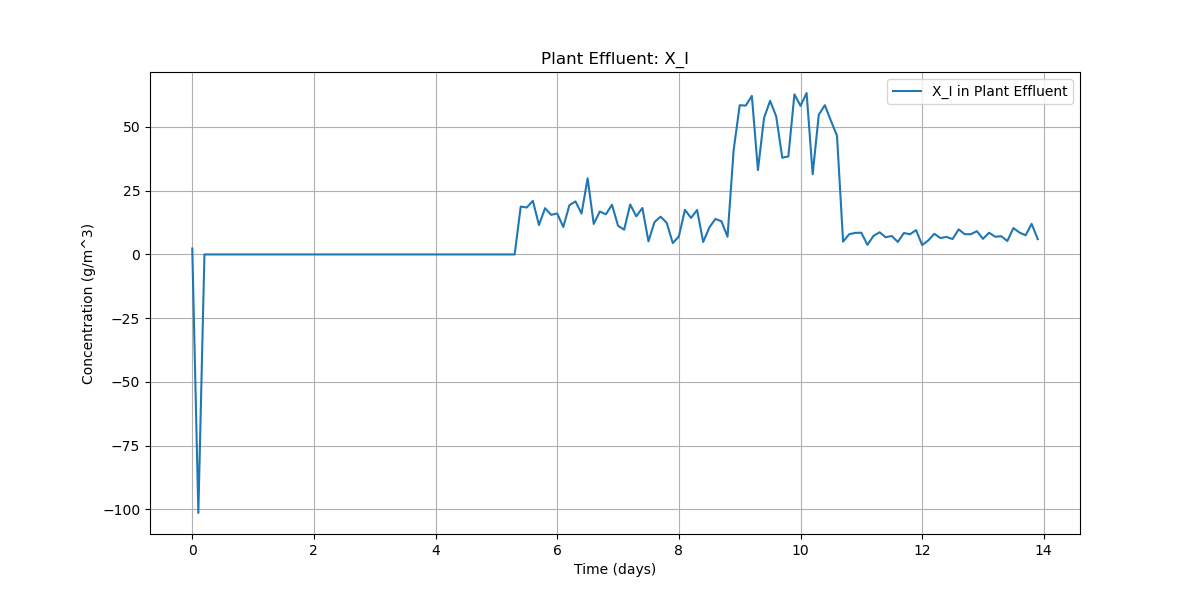 Plant Effluent: X_I
X_I in Plant Effluent
Concentration (g/m^3)
50
25
0
−25
−50
−75
−100
0 2 4 6 8 10 12 14
Time (days)